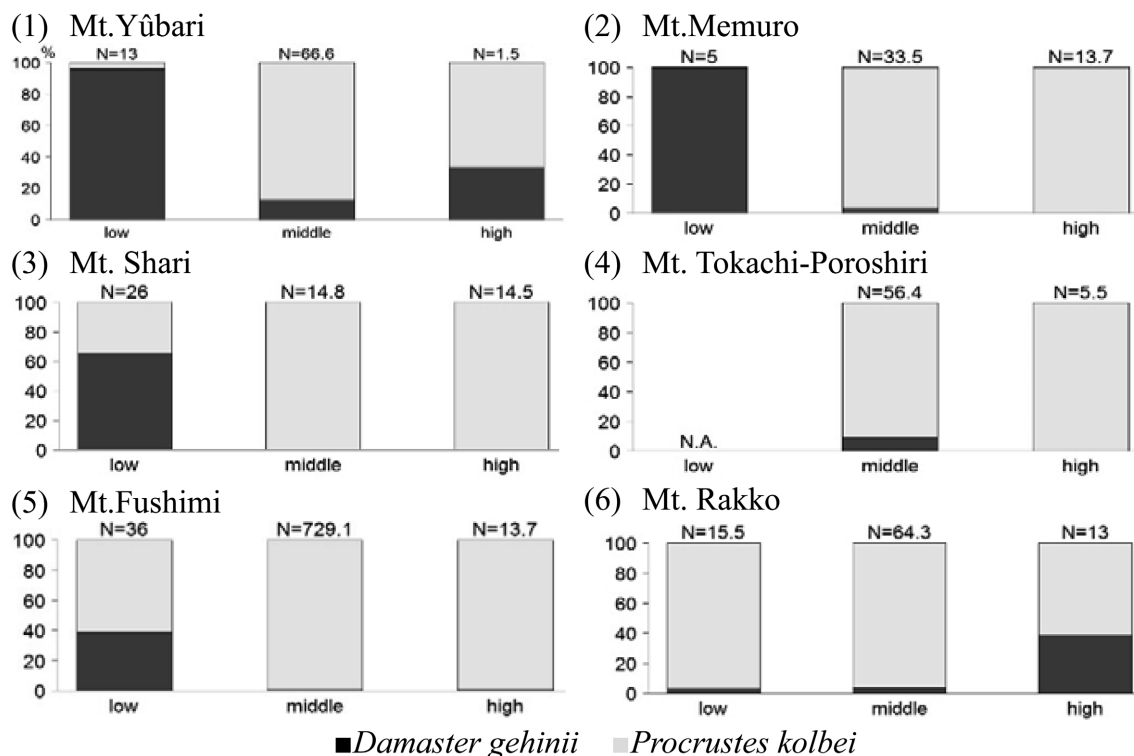 (1) Mt.Yûbari
% N=13 N=66.6 N=1.5
100
80
60
40
20
0
low middle high
(2) Mt.Memuro
N=5 N=33.5 N=13.7
100
80
60
40
20
0
low middle high
(3) Mt. Shari
N=26 N=14.8 N=14.5
100
80
60
40
20
0
low middle high
(4) Mt. Tokachi-Poroshiri
N=56.4 N=5.5
100
80
60
40
20
0
N.A.
low middle high
(5) Mt.Fushimi
N=36 N=729.1 N=13.7
100
80
60
40
20
0
low middle high
(6) Mt. Rakko
N=15.5 N=64.3 N=13
100
80
60
40
20
0
low middle high
Damaster gehinii Procrustes kolbei